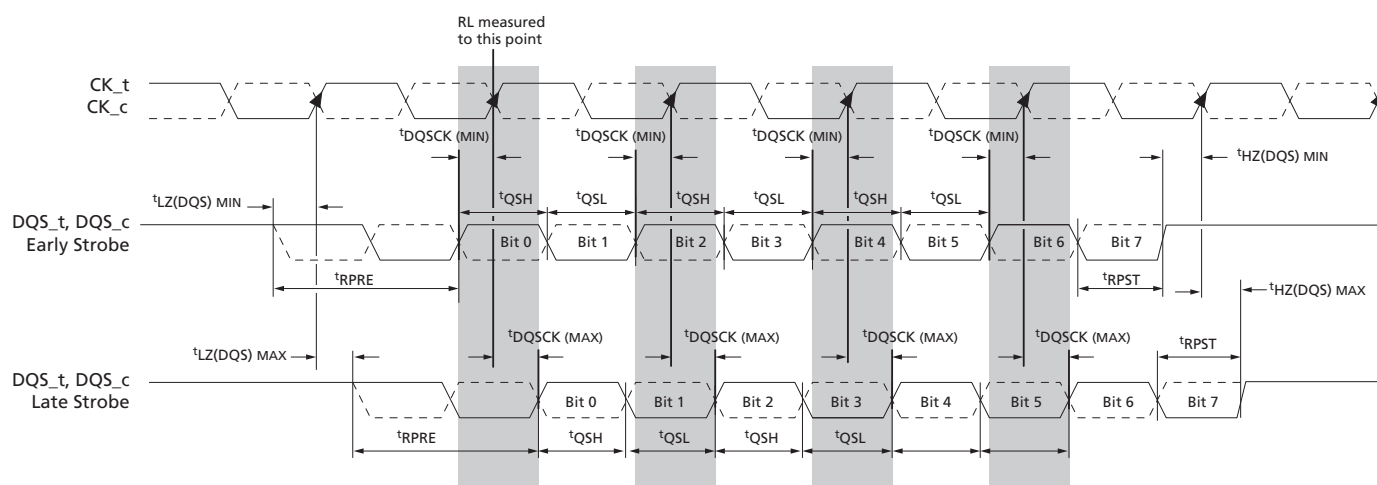 RL measured
to this point
CK_t
CK_c
tDQSCK (MIN) tDQSCK (MIN) tDQSCK (MIN) tDQSCK (MIN)
tHZ(DQS) MIN
tLZ(DQS) MIN
tQSH tQSL tQSH tQSL tQSH tQSL
DQS_t, DQS_c
Early Strobe
Bit 0 Bit 1 Bit 2 Bit 3 Bit 4 Bit 5 Bit 6 Bit 7
tRPRE tRPST
tHZ(DQS) MAX
tDQSCK (MAX) tDQSCK (MAX) tDQSCK (MAX) tDQSCK (MAX) tRPST
tLZ(DQS) MAX
DQS_t, DQS_c
Late Strobe
Bit 0 Bit 1 Bit 2 Bit 3 Bit 4 Bit 5 Bit 6 Bit 7
tRPRE tQSH tQSL tQSH tQSL